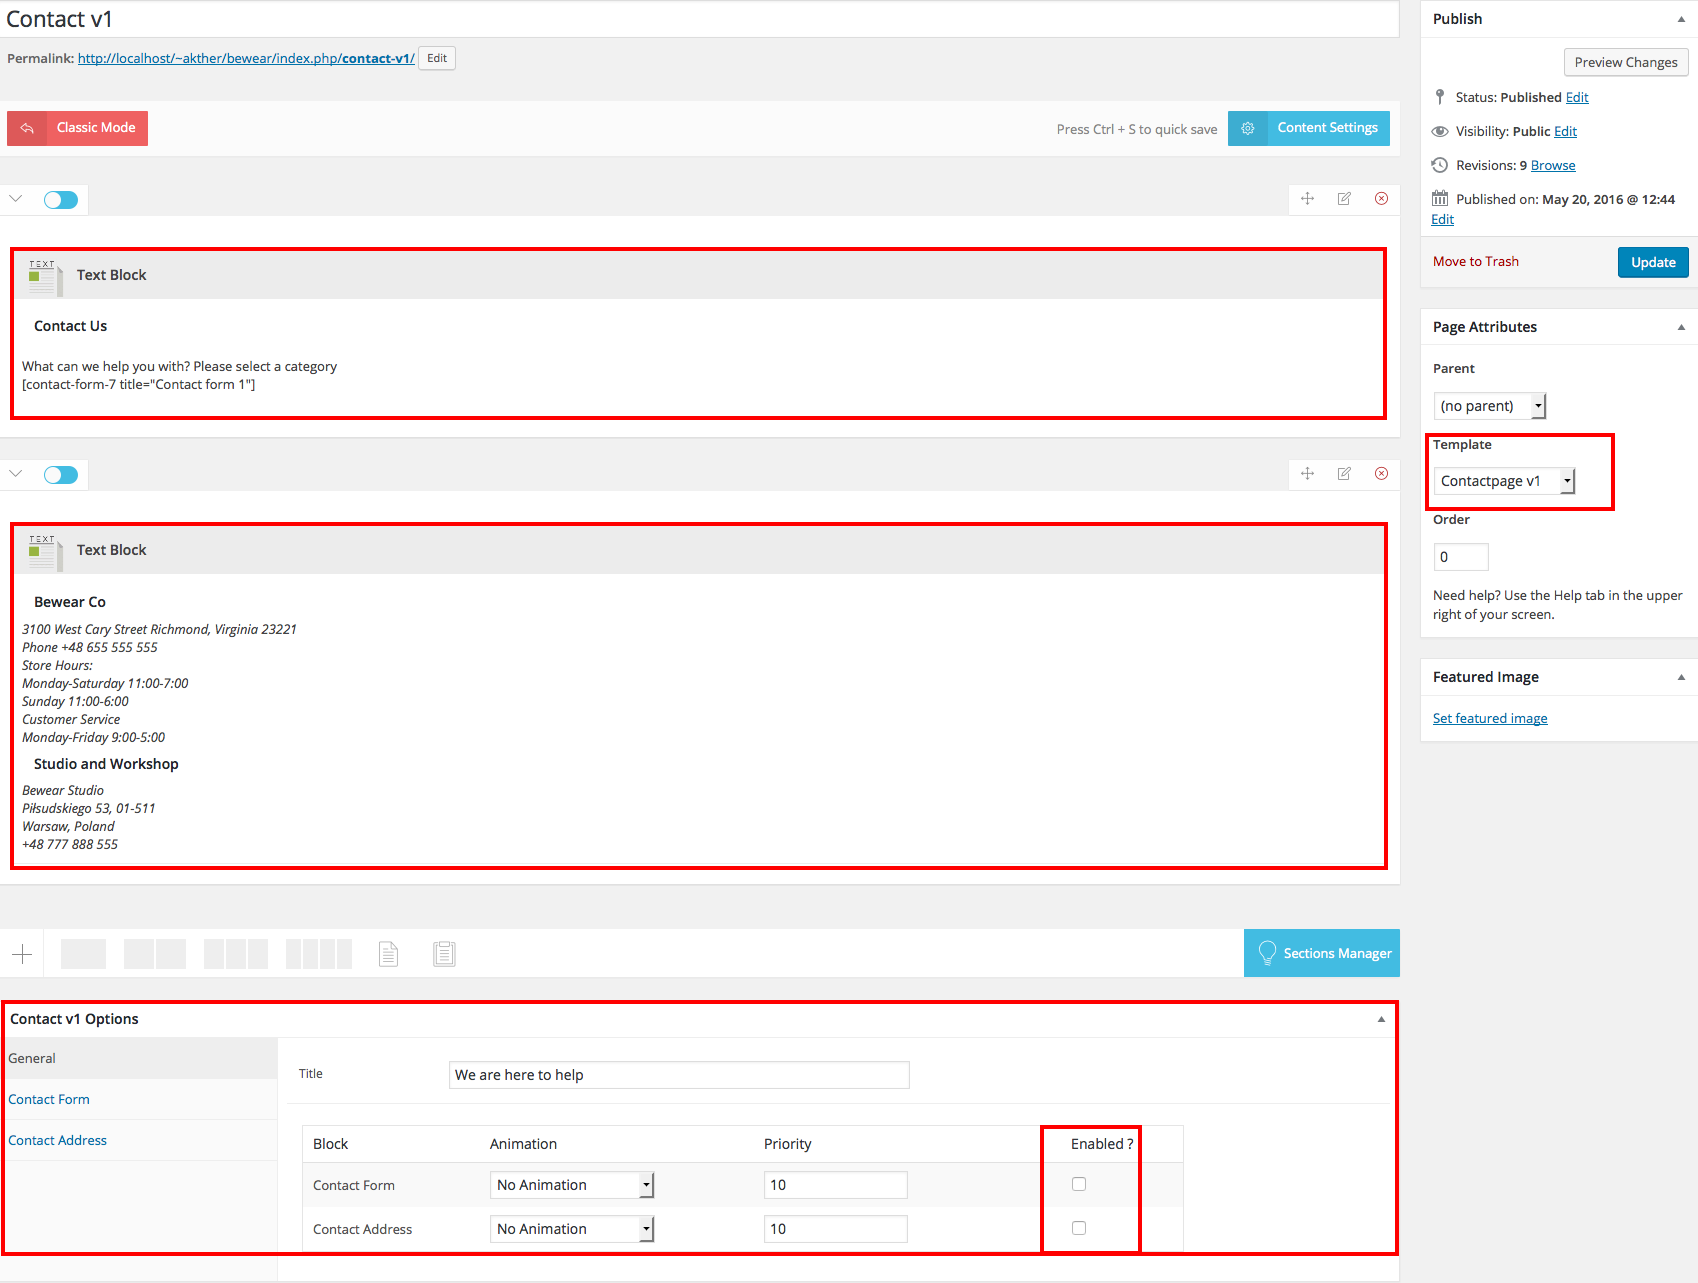 Contact v1
Permalink: http://localhost/~akther/bewear/index.php/contact-v1/ Edit
Classic Mode
Press Ctrl + S to quick save
Content Settings
TEXT
Text Block
Contact Us
What can we help you with? Please select a category
[contact-form-7 title="Contact form 1"]
TEXT
Text Block
Bewear Co
3100 West Cary Street Richmond, Virginia 23221
Phone +48 655 555 555
Store Hours:
Monday-Saturday 11:00-7:00
Sunday 11:00-6:00
Customer Service
Monday-Friday 9:00-5:00
Studio and Workshop
Bewear Studio
Piłsudskiego 53, 01-511
Warsaw, Poland
+48 777 888 555
Sections Manager
Contact v1 Options
General
Contact Form
Contact Address
Title We are here to help
Block Animation Priority Enabled ?
Contact Form No Animation 10
Contact Address No Animation 10
Publish
Preview Changes
Status: Published Edit
Visibility: Public Edit
Revisions: 9 Browse
Published on: May 20, 2016 @ 12:44
Edit
Move to Trash
Update
Page Attributes
Parent
(no parent)
Template
Contactpage v1
Order
0
Need help? Use the Help tab in the upper
right of your screen.
Featured Image
Set featured image